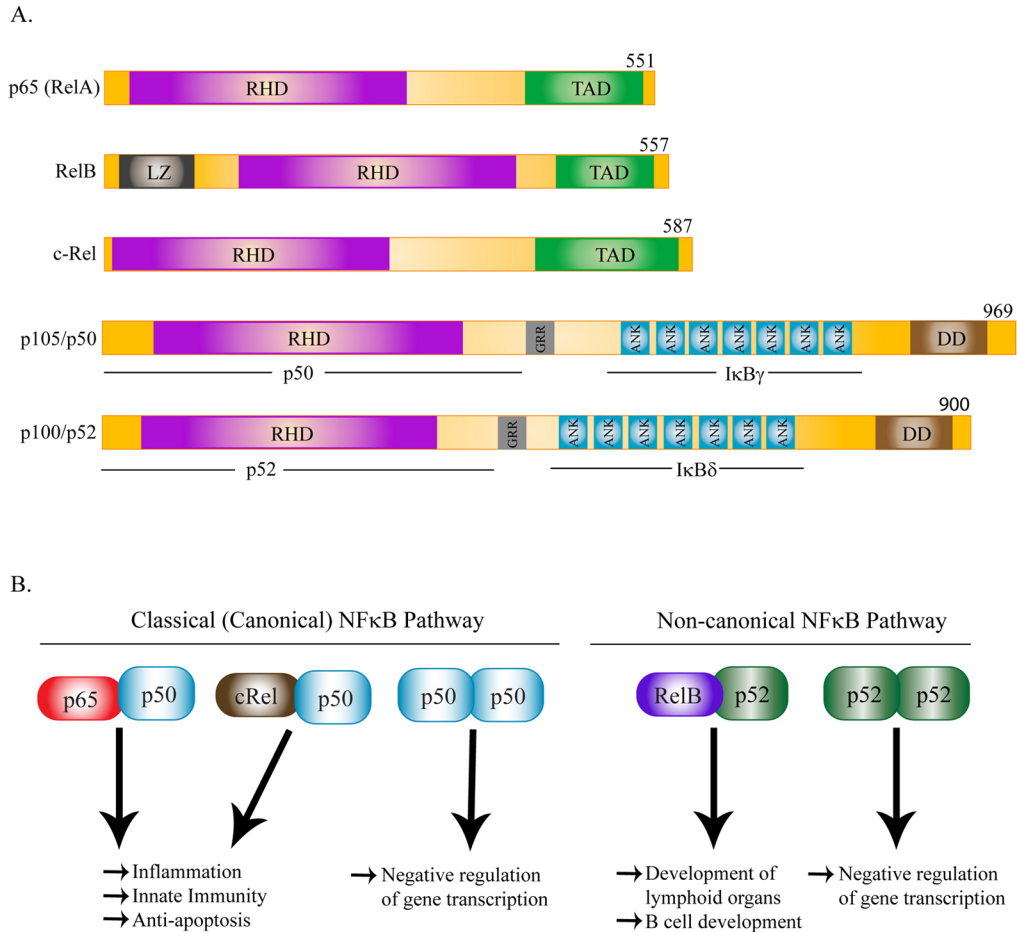 A.
551
p65 (RelA) RHD TAD
557
RelB LZ RHD TAD
587
c-Rel RHD TAD
969
p105/p50 RHD GRR ANK ANK ANK ANK ANK ANK ANK DD
p50 IκBγ
900
p100/p52 RHD GRR ANK ANK ANK ANK ANK ANK ANK DD
p52 IκBδ
B.
Classical (Canonical) NFκB Pathway
Non-canonical NFκB Pathway
p65 p50 cRel p50 p50 p50 RelB p52 p52 p52
Inflammation
Innate Immunity
Anti-apoptosis
Negative regulation
of gene transcription
Development of
lymphoid organs
B cell development
Negative regulation
of gene transcription